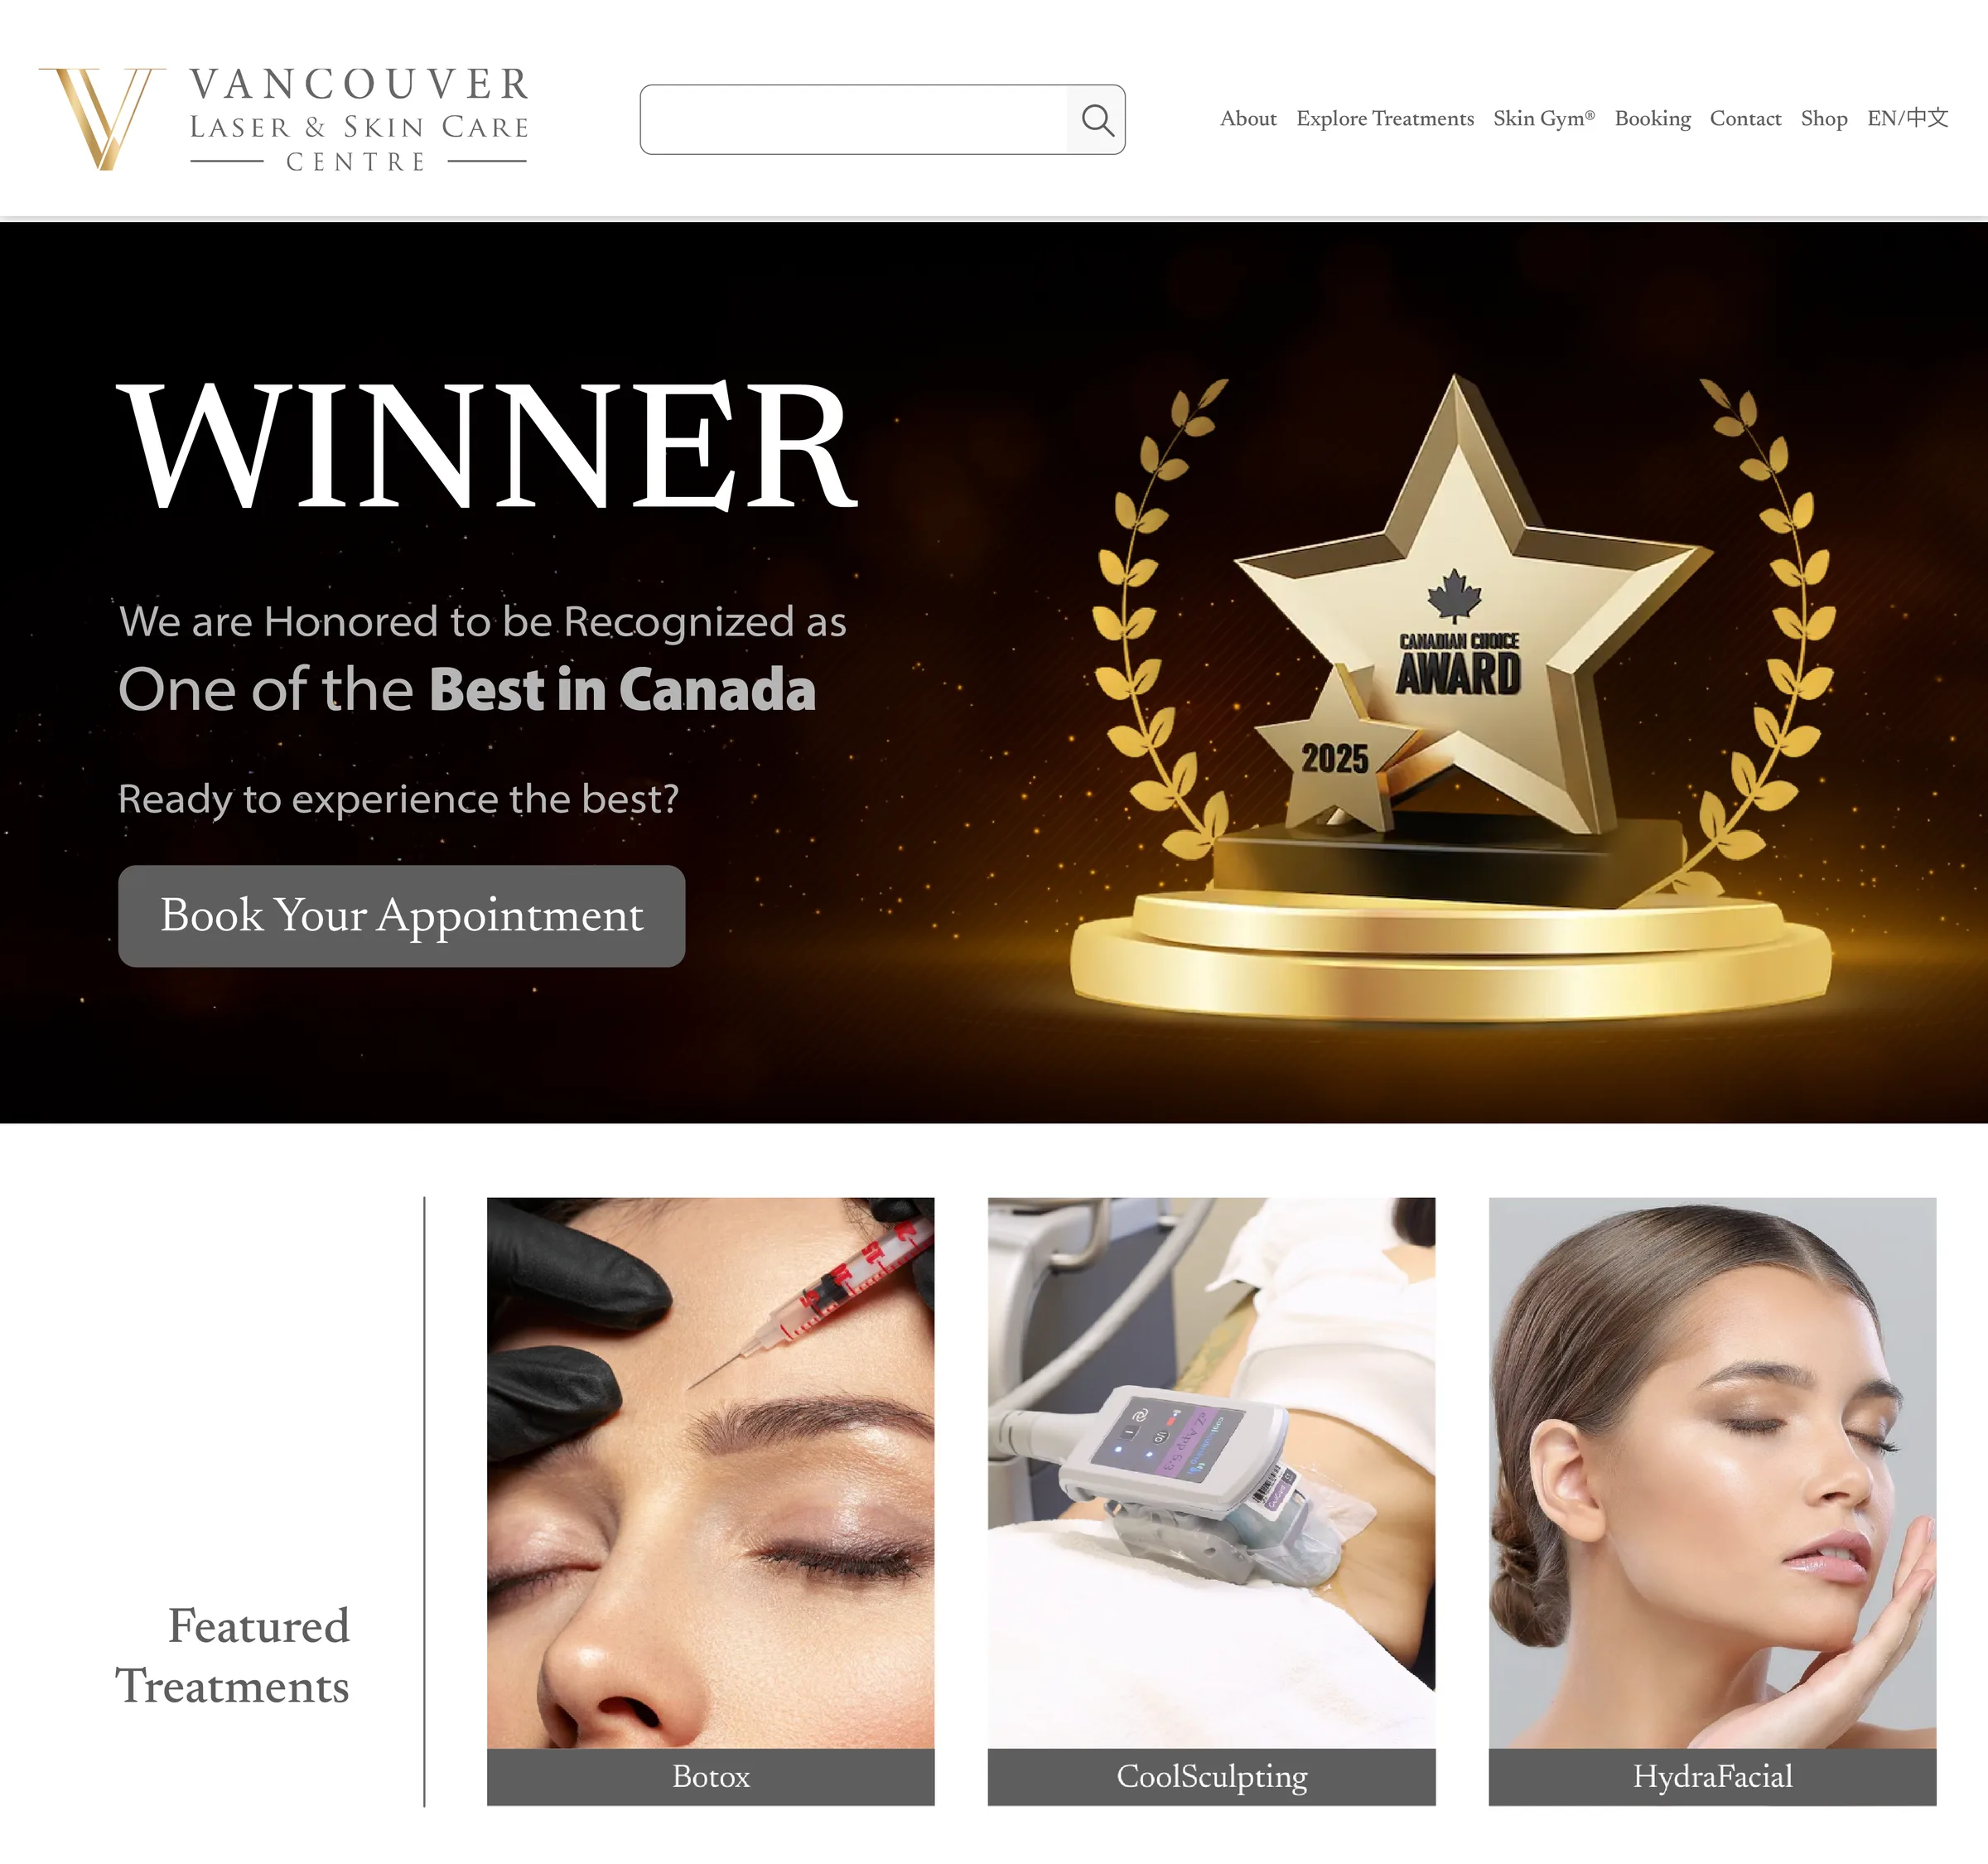 VANCOUVER
LASER & SKIN CARE
CENTRE
About Explore Treatments Skin Gym® Booking Contact Shop EN/中文
WINNER
We are Honored to be Recognized as
One of the Best in Canada
Ready to experience the best?
Book Your Appointment
CANADIAN CHOICE
AWARD
2025
Featured
Treatments
Botox
CoolSculpting
HydraFacial